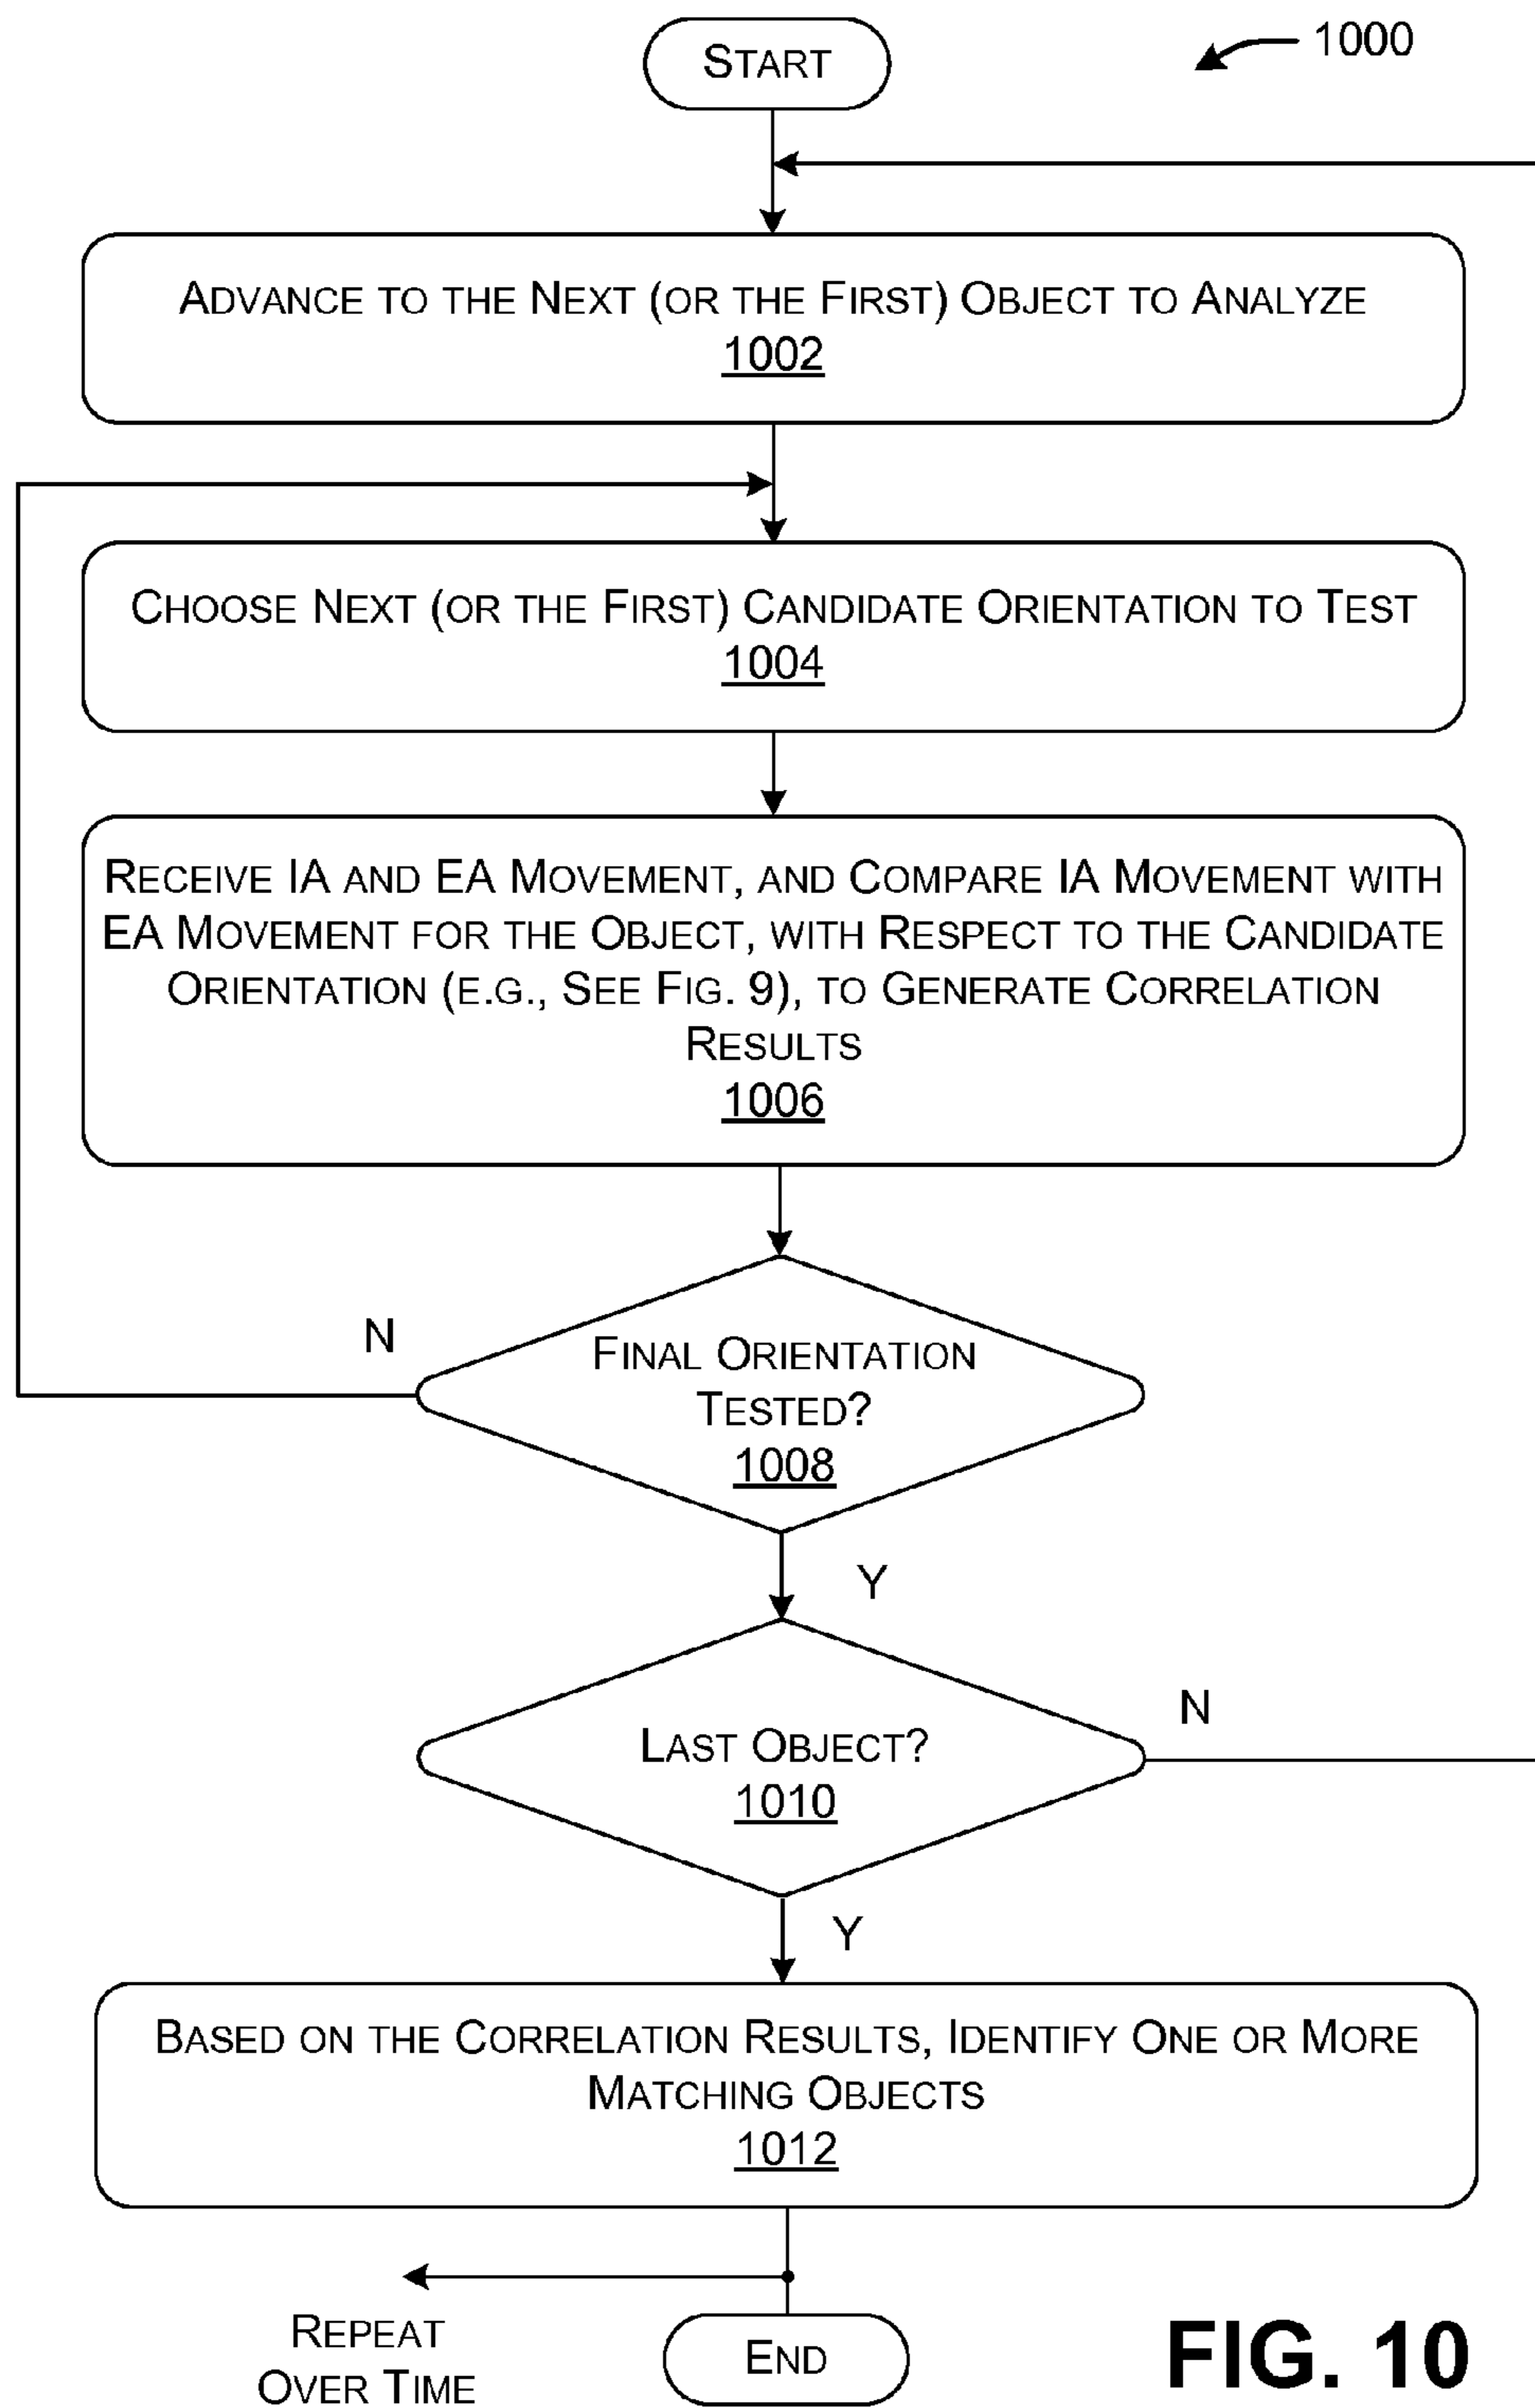 START
1000
ADVANCE TO THE NEXT (OR THE FIRST) OBJECT TO ANALYZE
1002
CHOOSE NEXT (OR THE FIRST) CANDIDATE ORIENTATION TO TEST
1004
RECEIVE IA AND EA MOVEMENT, AND COMPARE IA MOVEMENT WITH
EA MOVEMENT FOR THE OBJECT, WITH RESPECT TO THE CANDIDATE
ORIENTATION (E.G., SEE FIG. 9), TO GENERATE CORRELATION
RESULTS
1006
N
FINAL ORIENTATION
TESTED?
1008
Y
N
LAST OBJECT?
1010
Y
BASED ON THE CORRELATION RESULTS, IDENTIFY ONE OR MORE
MATCHING OBJECTS
1012
REPEAT
OVER TIME
END
FIG. 10